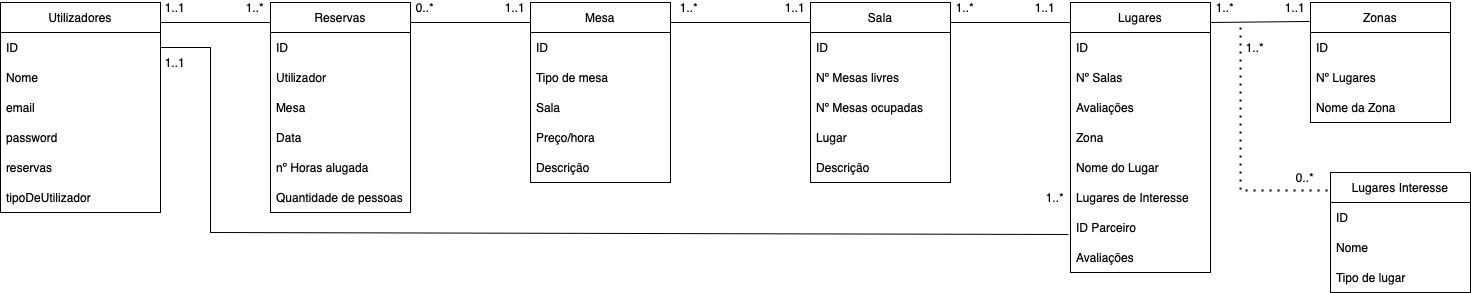 Utilizadores
ID
Nome
email
password
reservas
tipoDeUtilizador
1..1
1..*
1..1
Reservas
ID
Utilizador
Mesa
Data
nº Horas alugada
Quantidade de pessoas
0..*
1..1
Mesa
ID
Tipo de mesa
Sala
Preço/hora
Descrição
1..*
1..1
Sala
ID
Nº Mesas livres
Nº Mesas ocupadas
Lugar
Descrição
1..*
1..1
1..*
Lugares
ID
Nº Salas
Avaliações
Zona
Nome do Lugar
Lugares de Interesse
ID Parceiro
Avaliações
1..*
1..1
1..*
0..*
Zonas
ID
Nº Lugares
Nome da Zona
Lugares Interesse
ID
Nome
Tipo de lugar